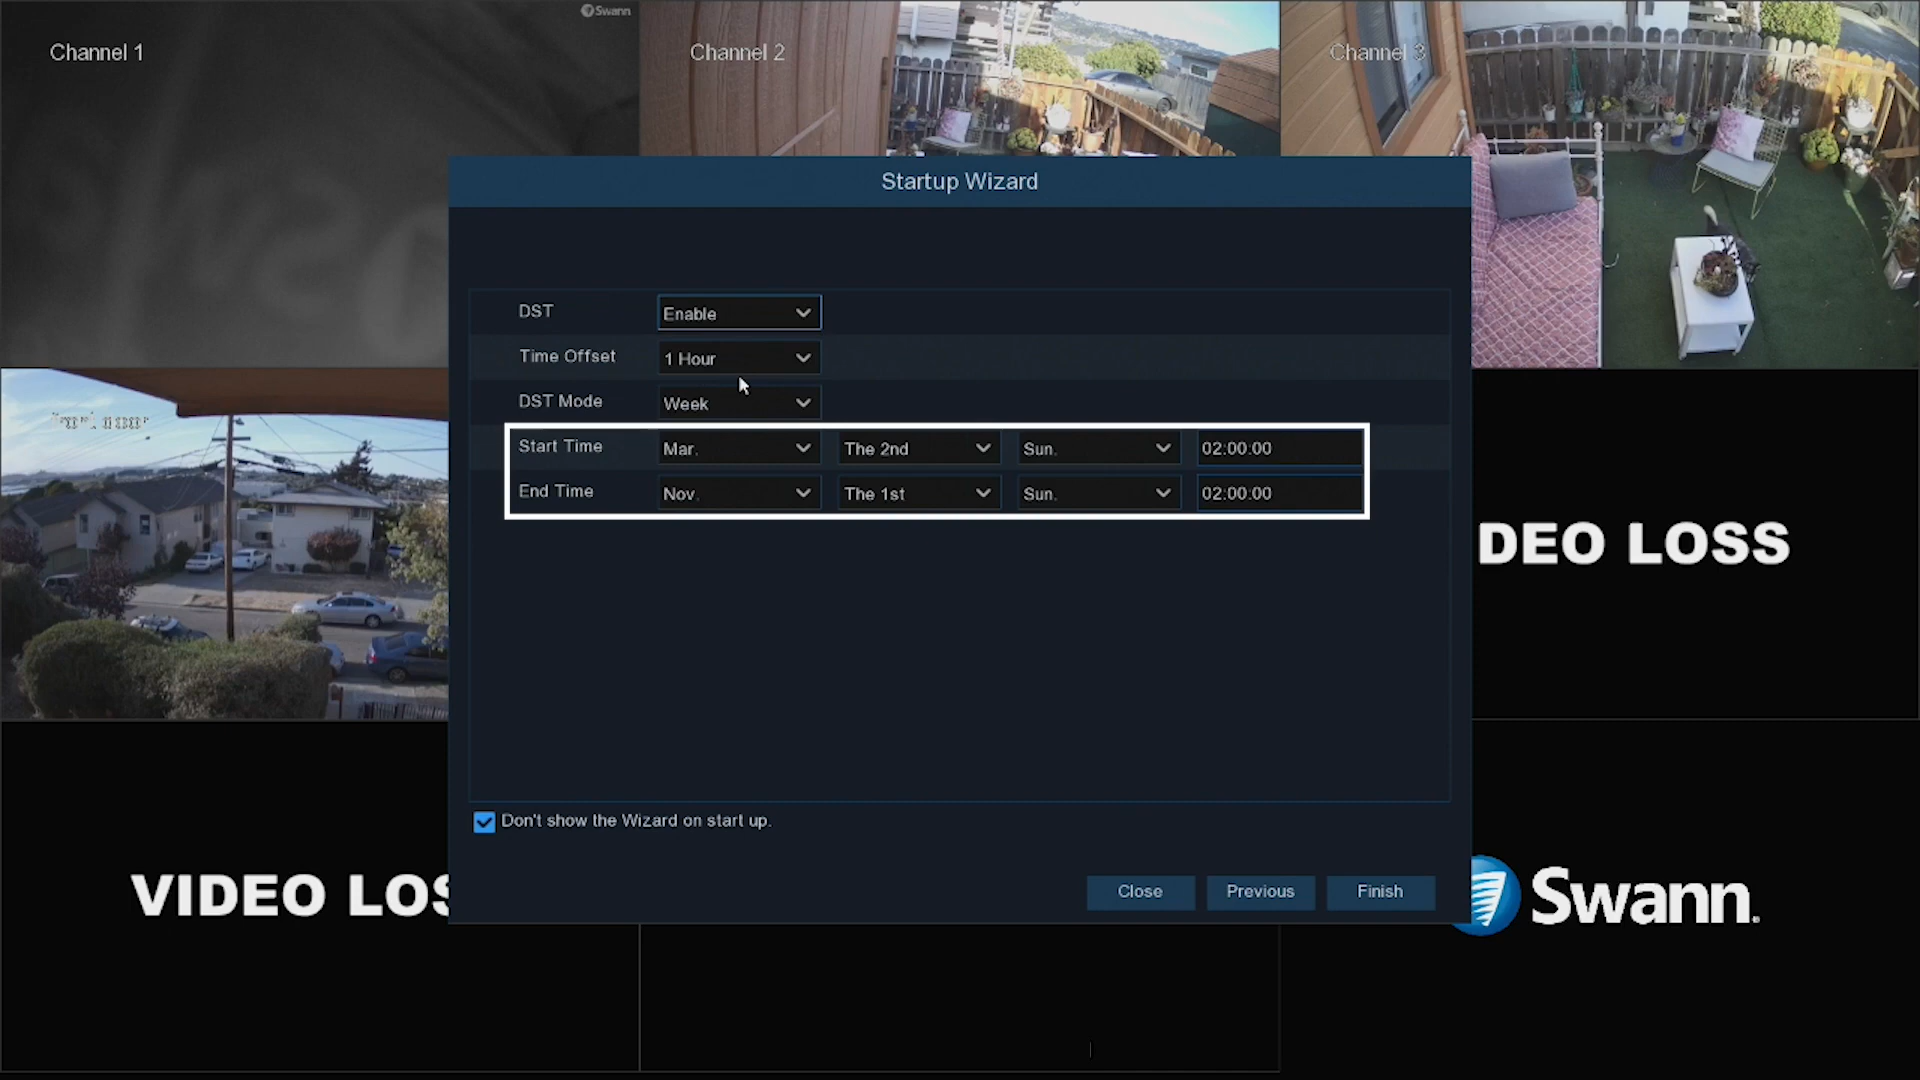 Swann
Channel 1
Channel 2
Channel 3
Startup Wizard
DST Enable
Time Offset 1 Hour
DST Mode Week
Start Time Mar. The 2nd Sun. 02:00:00
End Time Nov. The 1st Sun. 02:00:00
DEO LOSS
Don't show the Wizard on start up.
VIDEO LOS
Close Previous Finish
Swann.